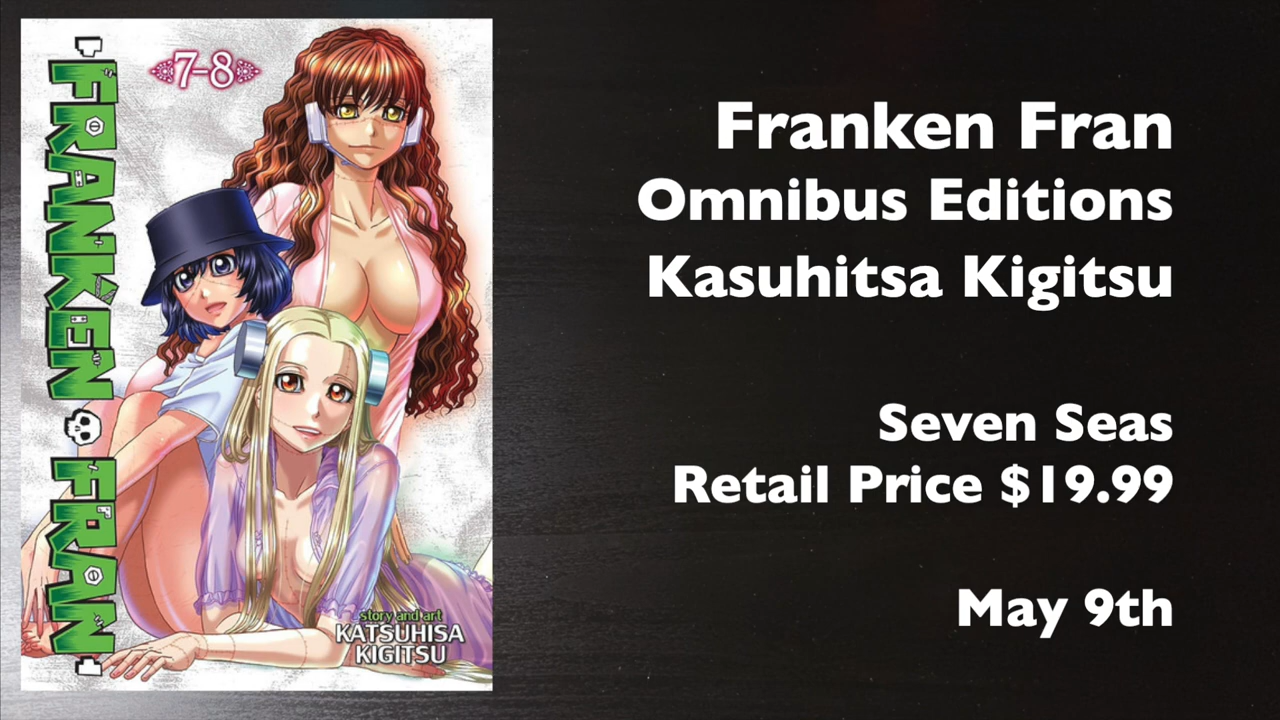 FRANKEN FRAN
7-8
story and art
KATSUHISA
KIGITSU
Franken Fran
Omnibus Editions
Kasuhitsa Kigitsu
Seven Seas
Retail Price $19.99
May 9th